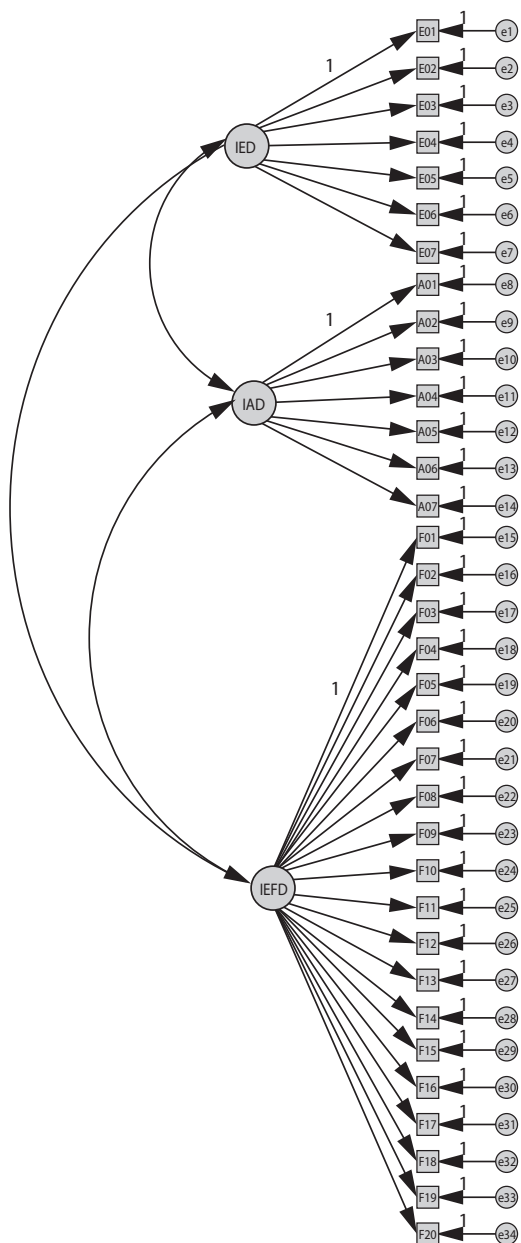 E01 1 e1
1 E02 1 e2
E03 1 e3
IED E04 1 e4
E05 1 e5
E06 1 e6
E07 1 e7
A01 1 e8
1 A02 1 e9
A03 1 e10
IAD A04 1 e11
A05 1 e12
A06 1 e13
A07 1 e14
F01 1 e15
F02 1 e16
F03 1 e17
F04 1 e18
1 F05 1 e19
F06 1 e20
F07 1 e21
F08 1 e22
F09 1 e23
IEFD F10 1 e24
F11 1 e25
F12 1 e26
F13 1 e27
F14 1 e28
F15 1 e29
F16 1 e30
F17 1 e31
F18 1 e32
F19 1 e33
F20 1 e34